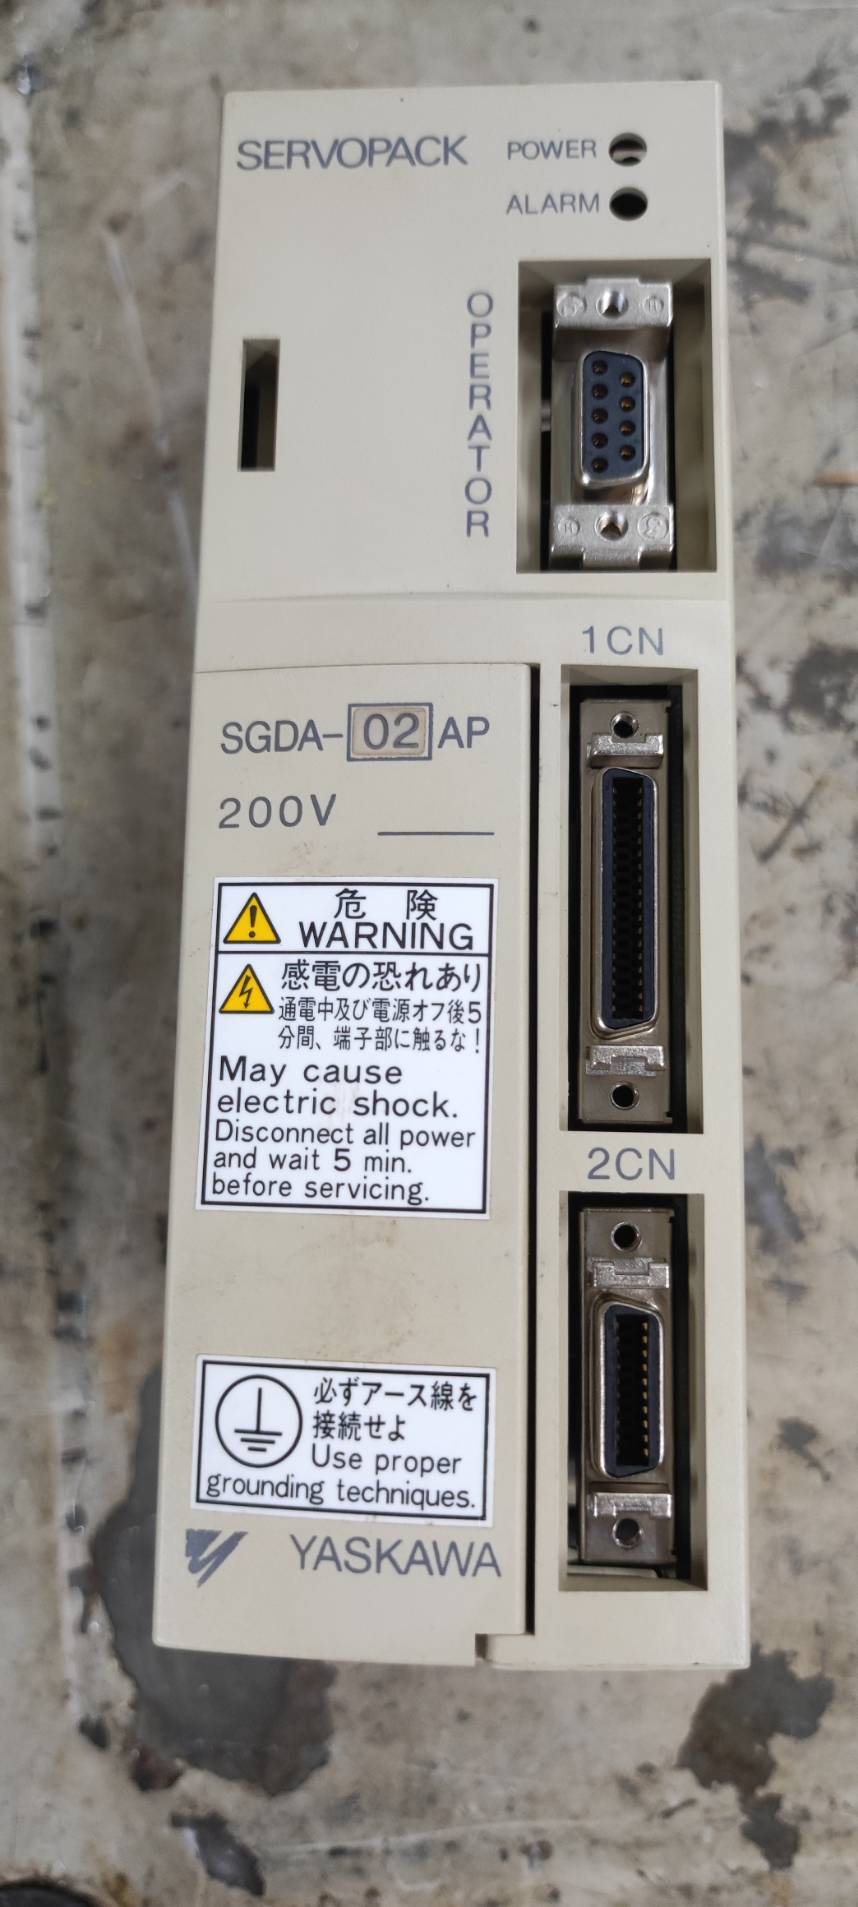 SERVOPACK
POWER
ALARM
OPERATOR
1CN
SGDA-02AP
200V
危 険
WARNING
感電の恐れあり
通電中及び電源オフ後5
分間、端子部に触るな!
May cause
electric shock.
Disconnect all power
and wait 5 min.
before servicing.
2CN
必ずアース線を
接続せよ
Use proper
grounding techniques.
YASKAWA